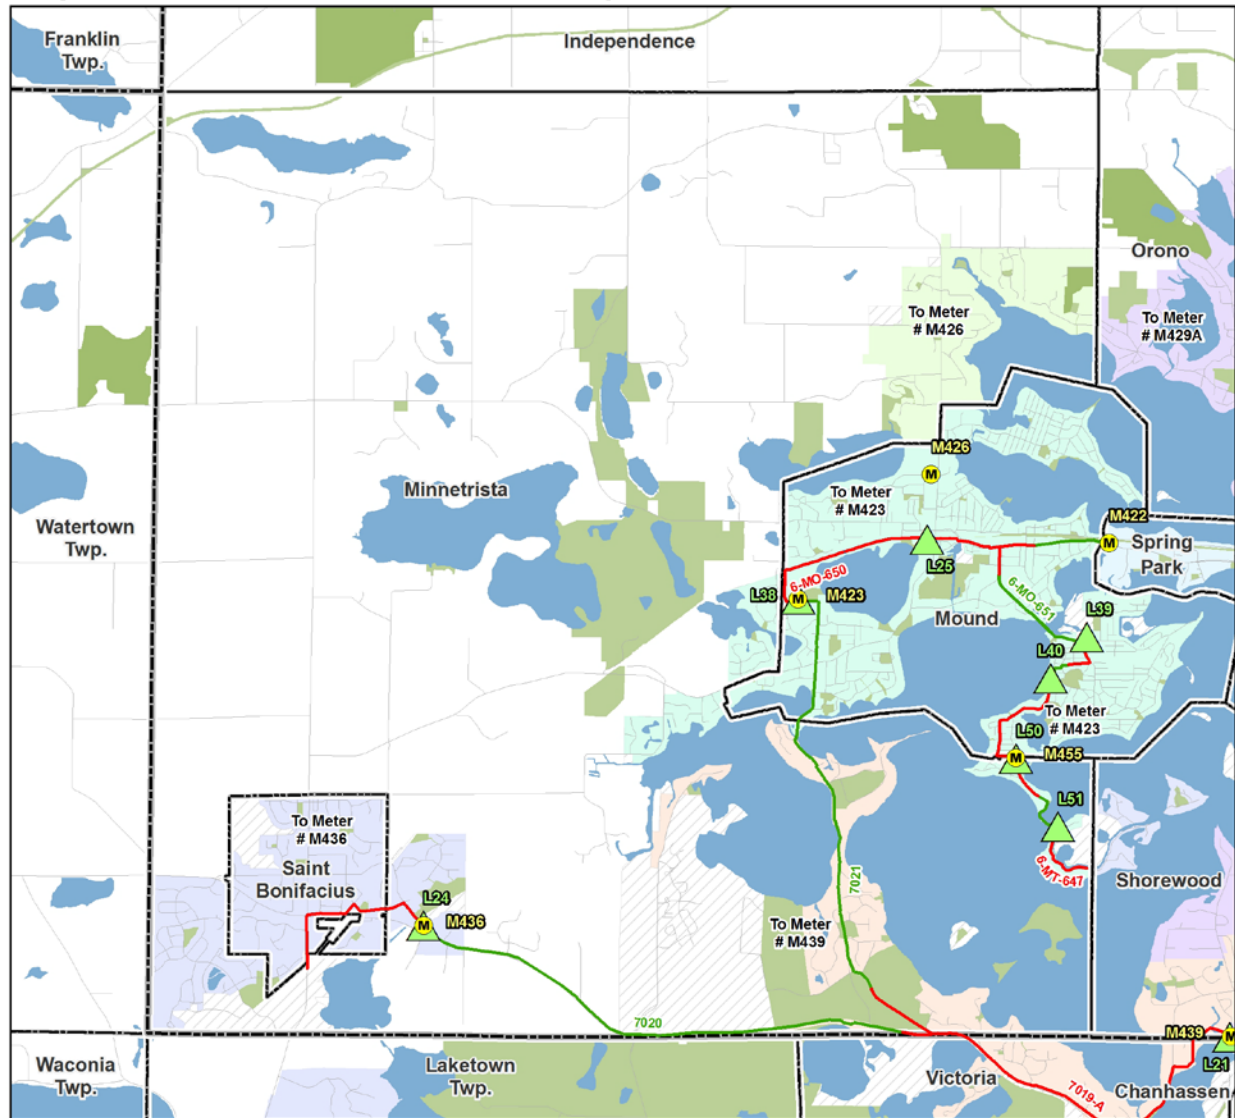 Franklin
Twp.
Independence
Orono
To Meter
# M426
To Meter
# M429A
M426
Minnetrista
To Meter
# M423
M422
Watertown
Twp.
Spring
Park
L25
6-MO-650
6-MO-651
L38
M423
L39
Mound
L40
To Meter
# M423
L50
M455
L51
To Meter
# M436
Saint
Bonifacius
6-MT-647
Shorewood
7021
L24
M436
To Meter
# M439
7020
M439
L21
Waconia
Twp.
Laketown
Twp.
Victoria
7019-A
Chanhassen
M
M
M
M
M
M